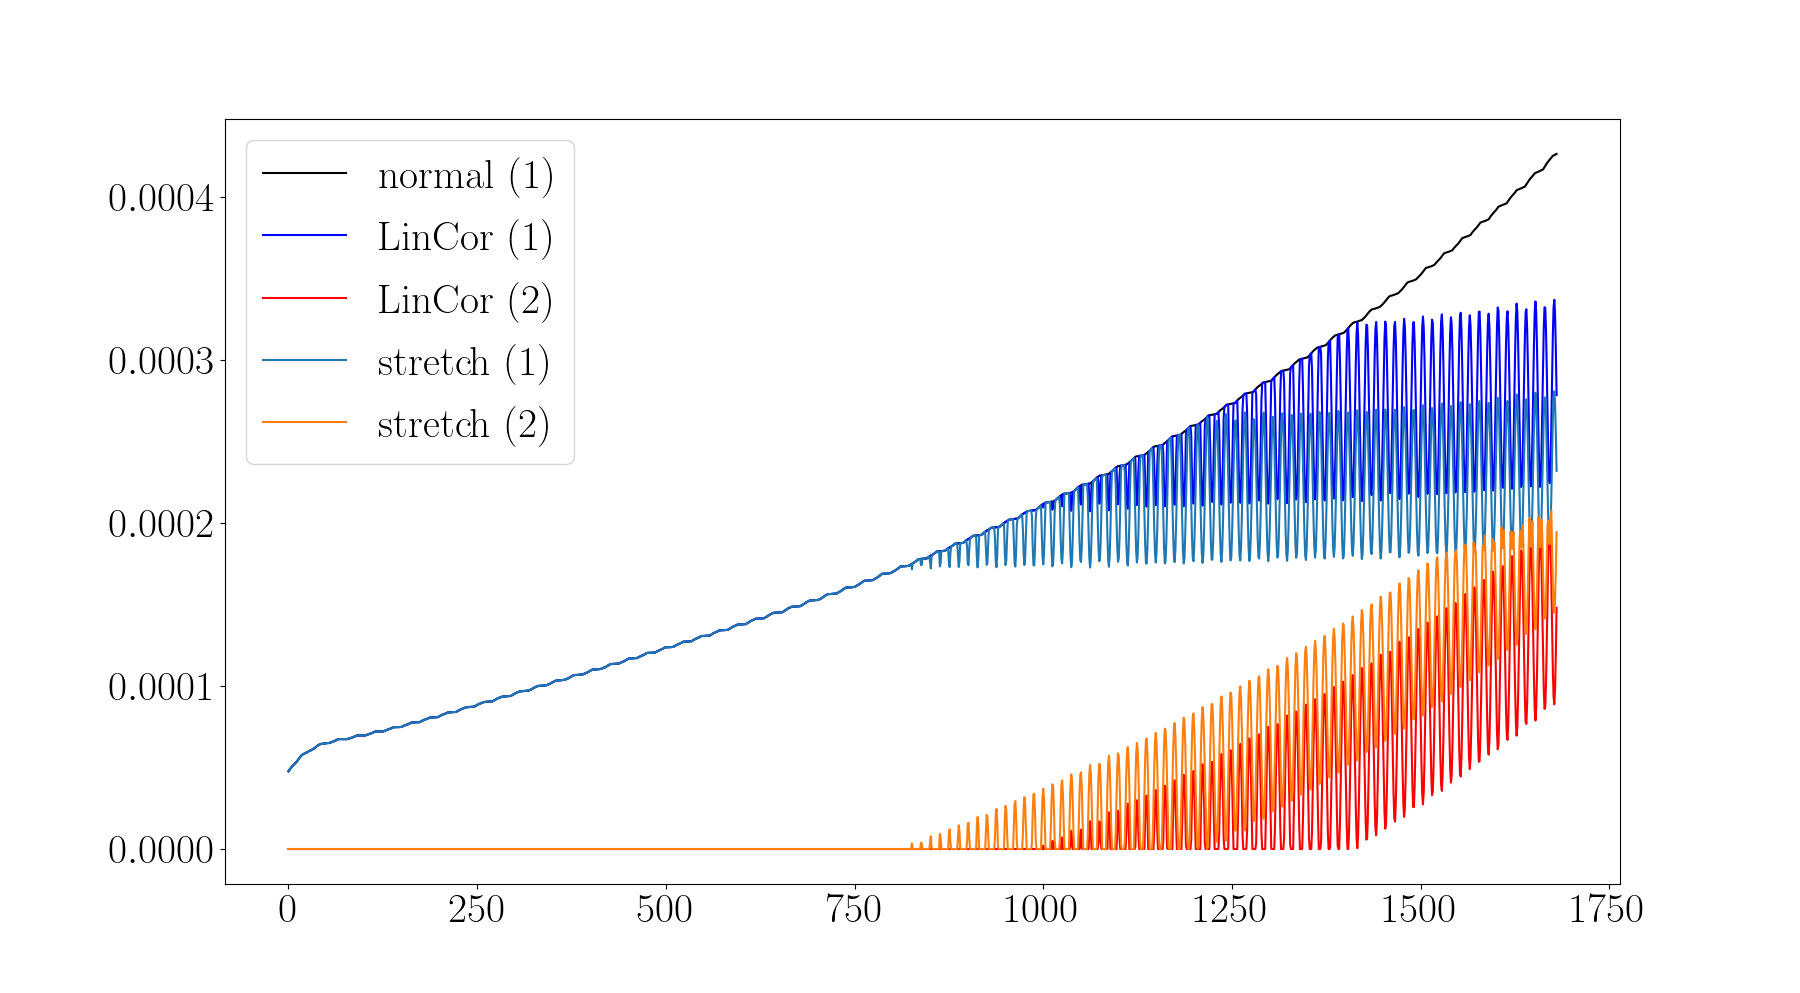 normal (1)
LinCor (1)
LinCor (2)
stretch (1)
stretch (2)
0.0004
0.0003
0.0002
0.0001
0.0000
0 250 500 750 1000 1250 1500 1750